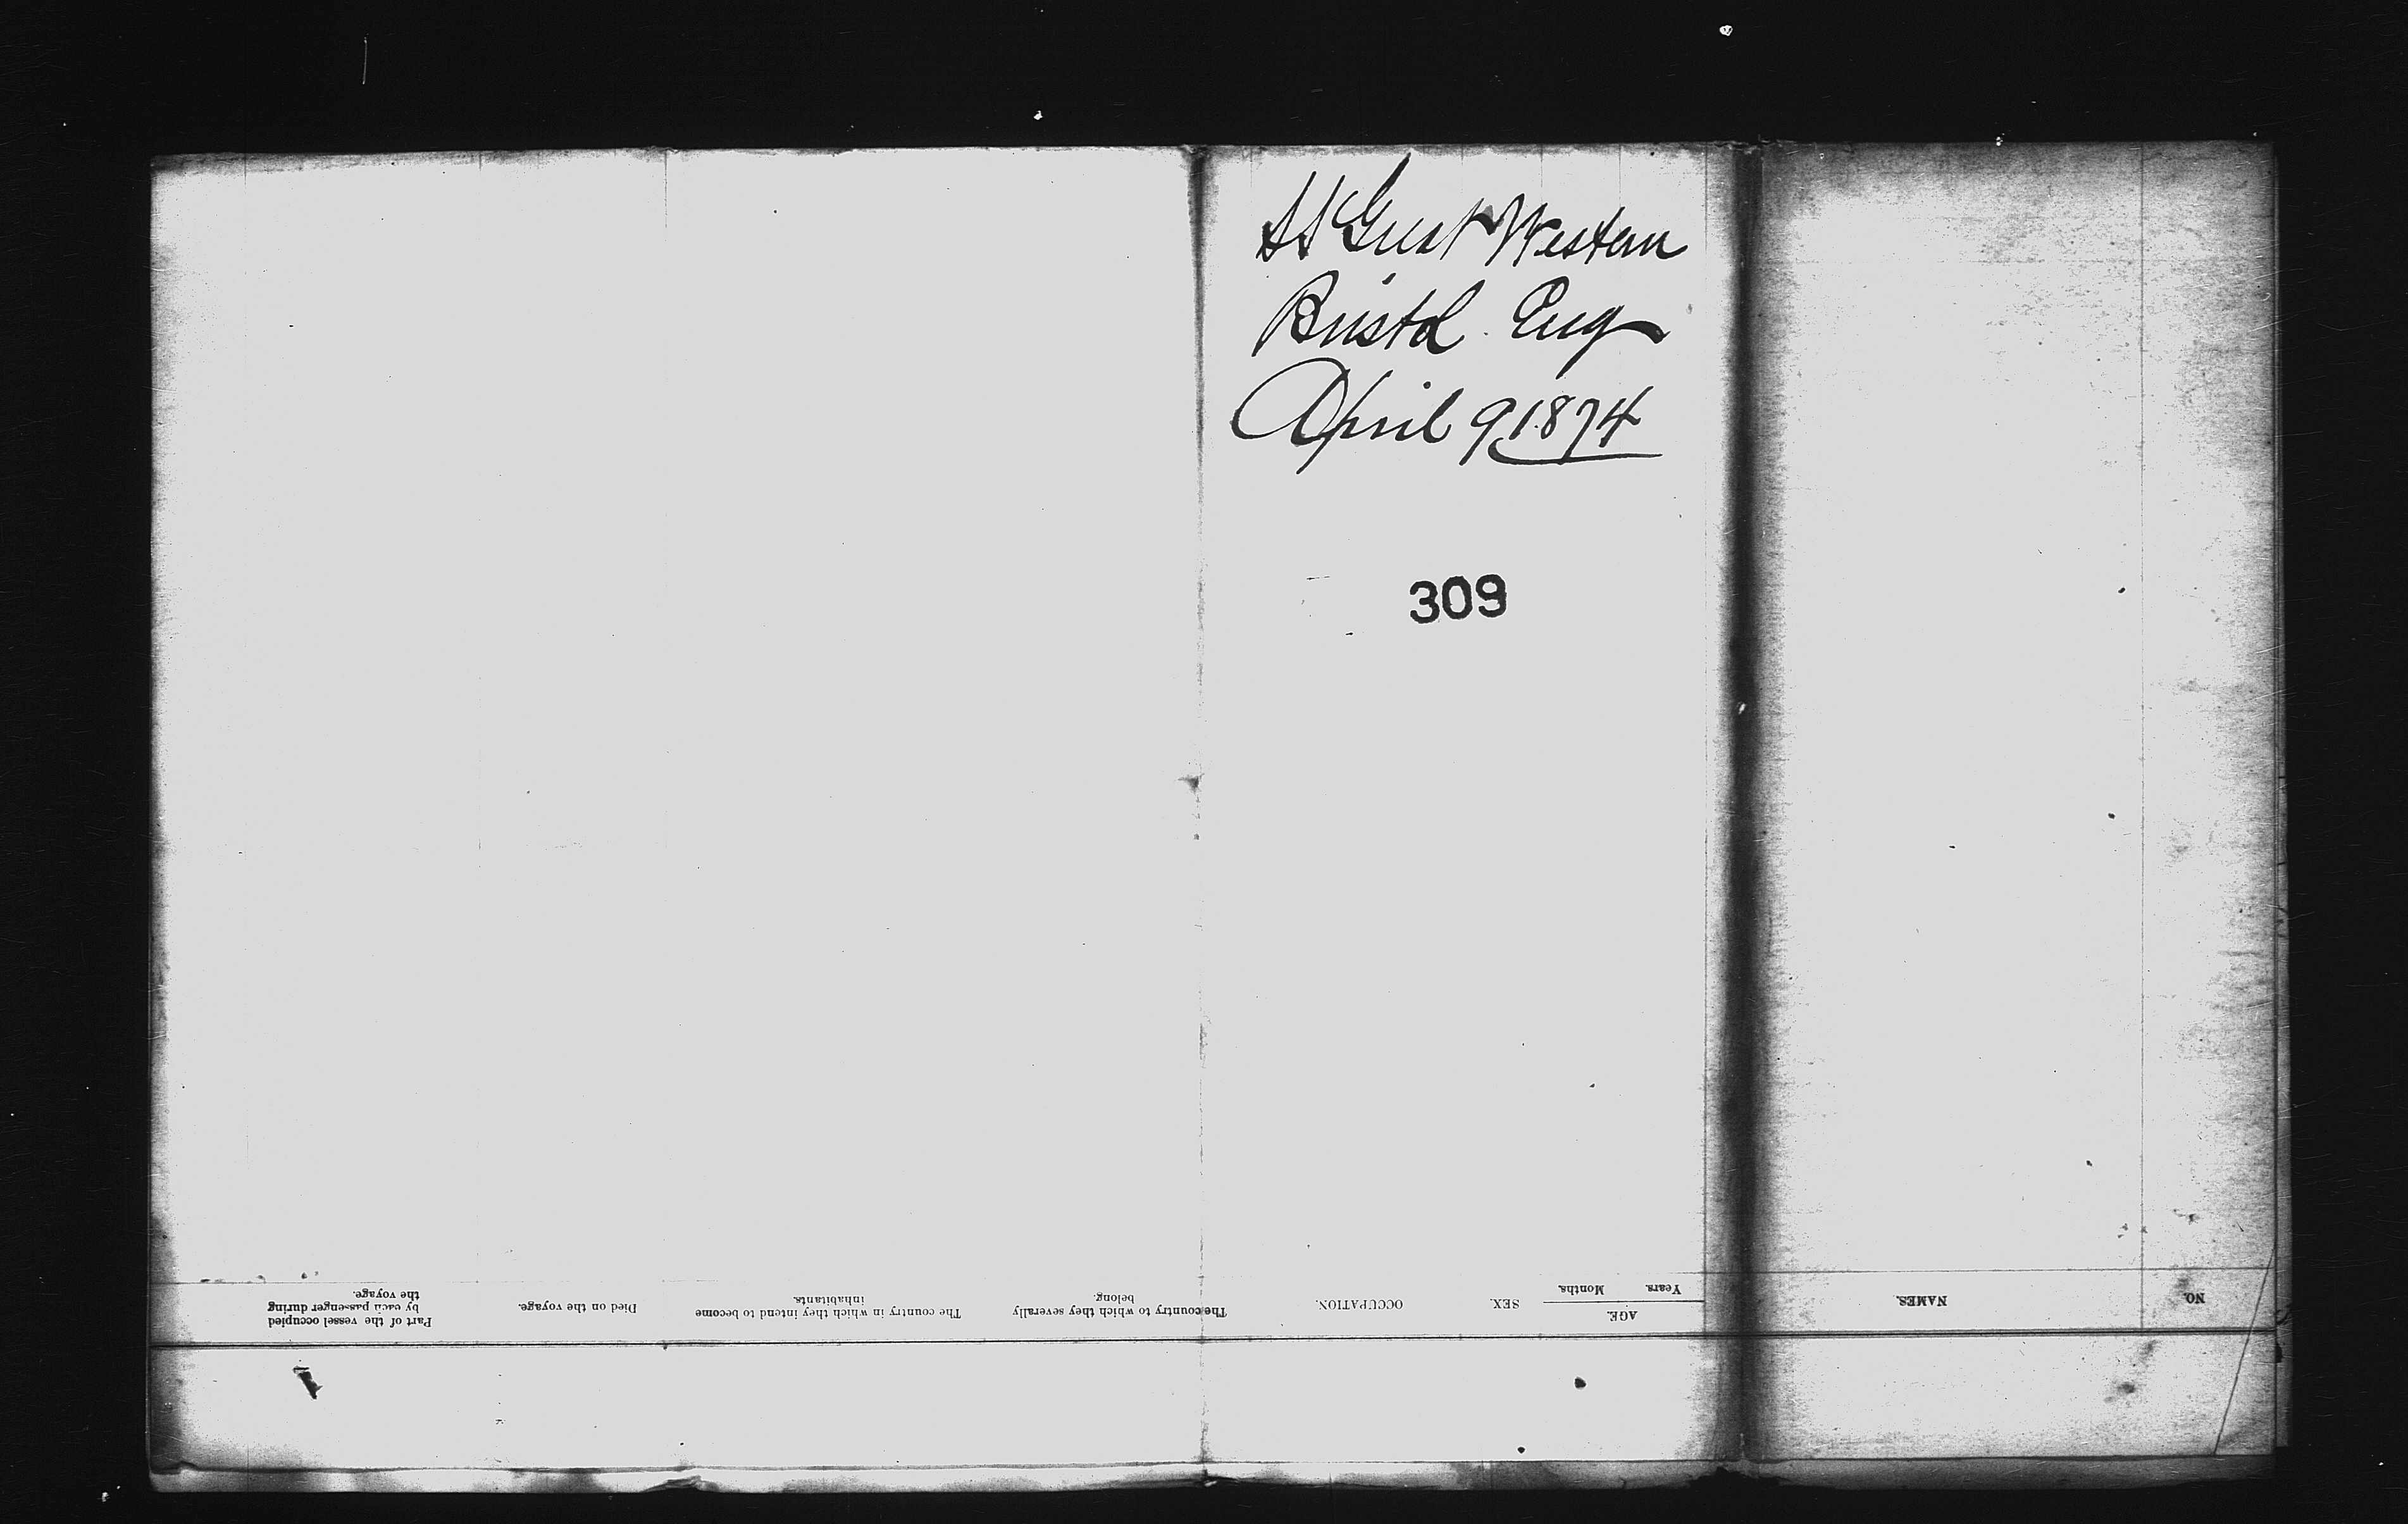 SS Great Western
Bristol Eng
April 9 1874
309
NO.
NAMES.
AGE.
Years.
Months.
SEX.
OCCUPATION.
The country to which they severally
belong.
The country in which they intend to become
inhabitants.
Died on the voyage.
Part of the vessel occupied
by each passenger during
the voyage.